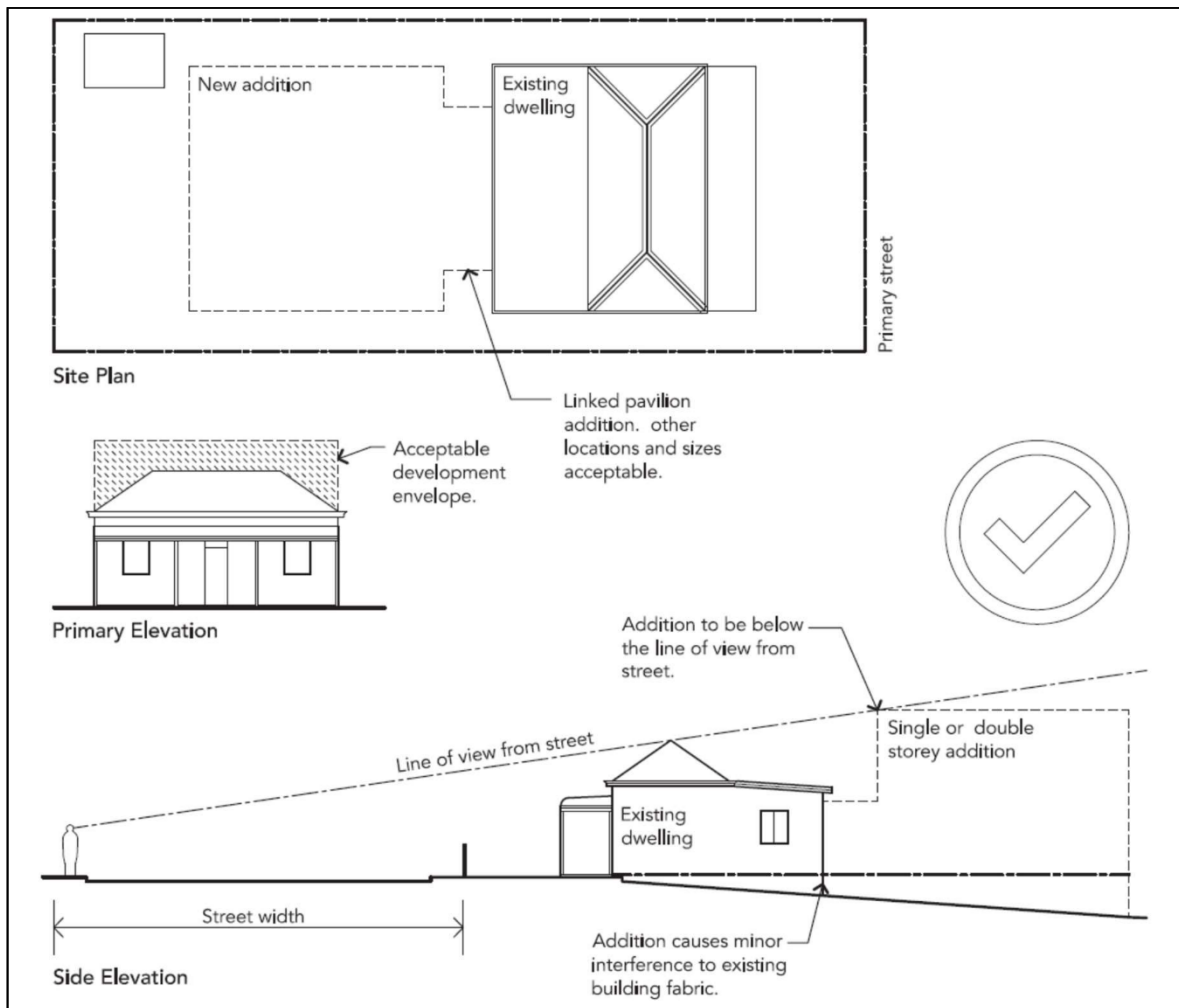 New addition
Existing
dwelling
Primary street
Site Plan
Linked pavilion
addition. other
locations and sizes
acceptable.
Acceptable
development
envelope.
Primary Elevation
Addition to be below
the line of view from
street.
Line of view from street
Single or double
storey addition
Existing
dwelling
Street width
Addition causes minor
interference to existing
building fabric.
Side Elevation